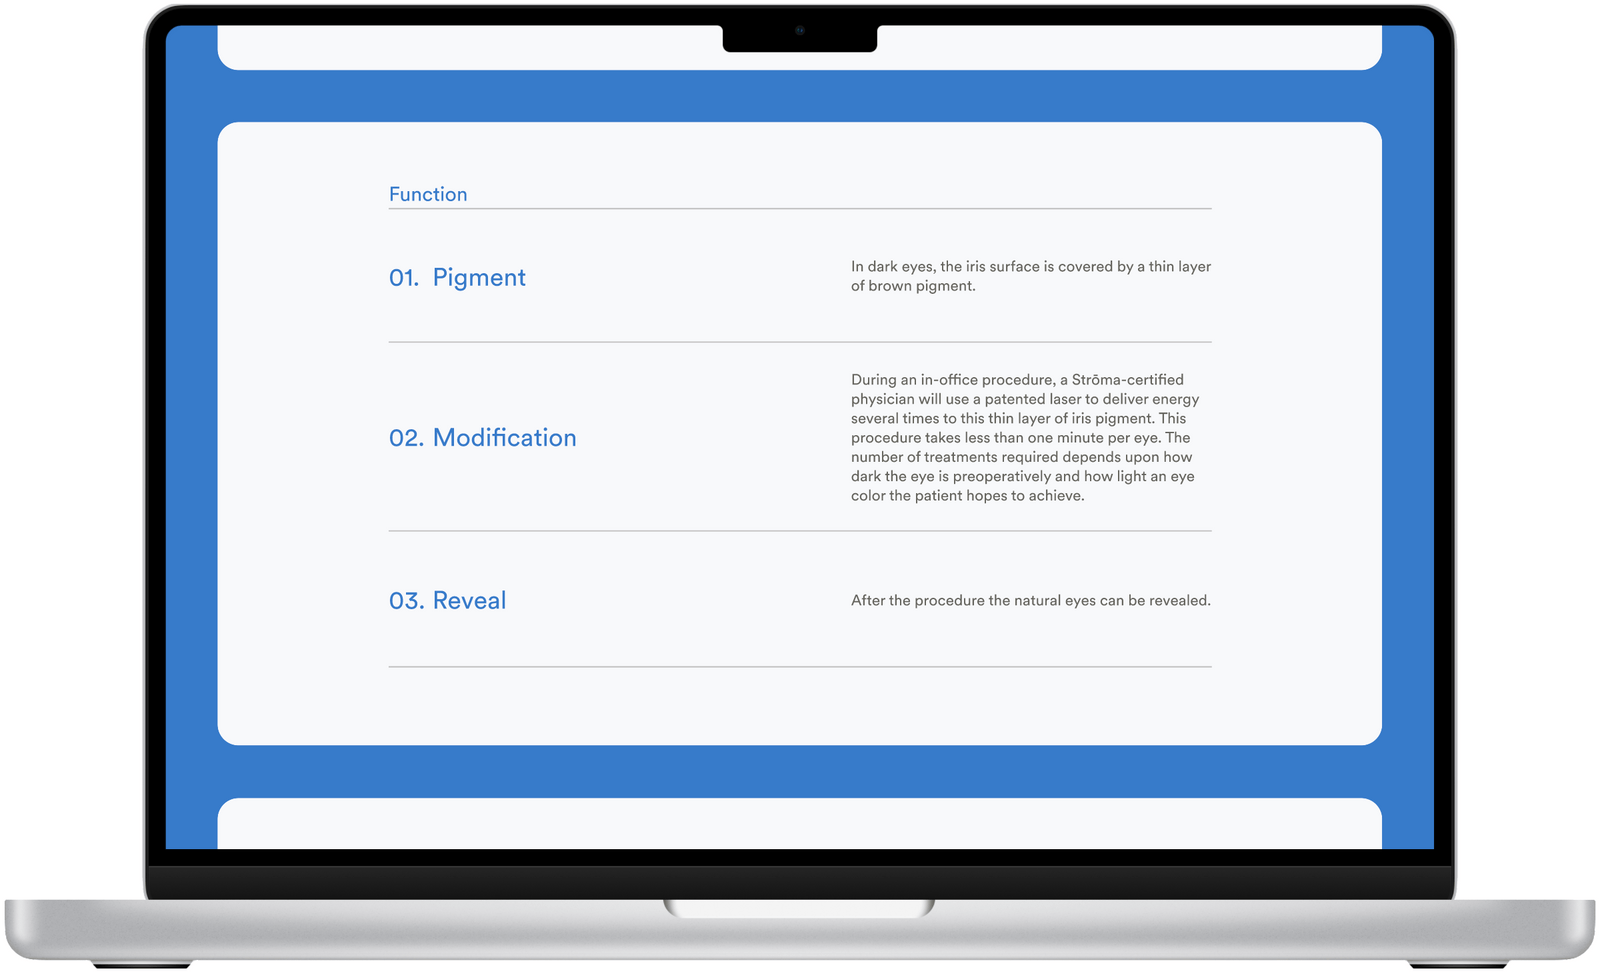 Function
01. Pigment
In dark eyes, the iris surface is covered by a thin layer
of brown pigment.
02. Modification
During an in-office procedure, a Strōma-certified
physician will use a patented laser to deliver energy
several times to this thin layer of iris pigment. This
procedure takes less than one minute per eye. The
number of treatments required depends upon how
dark the eye is preoperatively and how light an eye
color the patient hopes to achieve.
03. Reveal
After the procedure the natural eyes can be revealed.